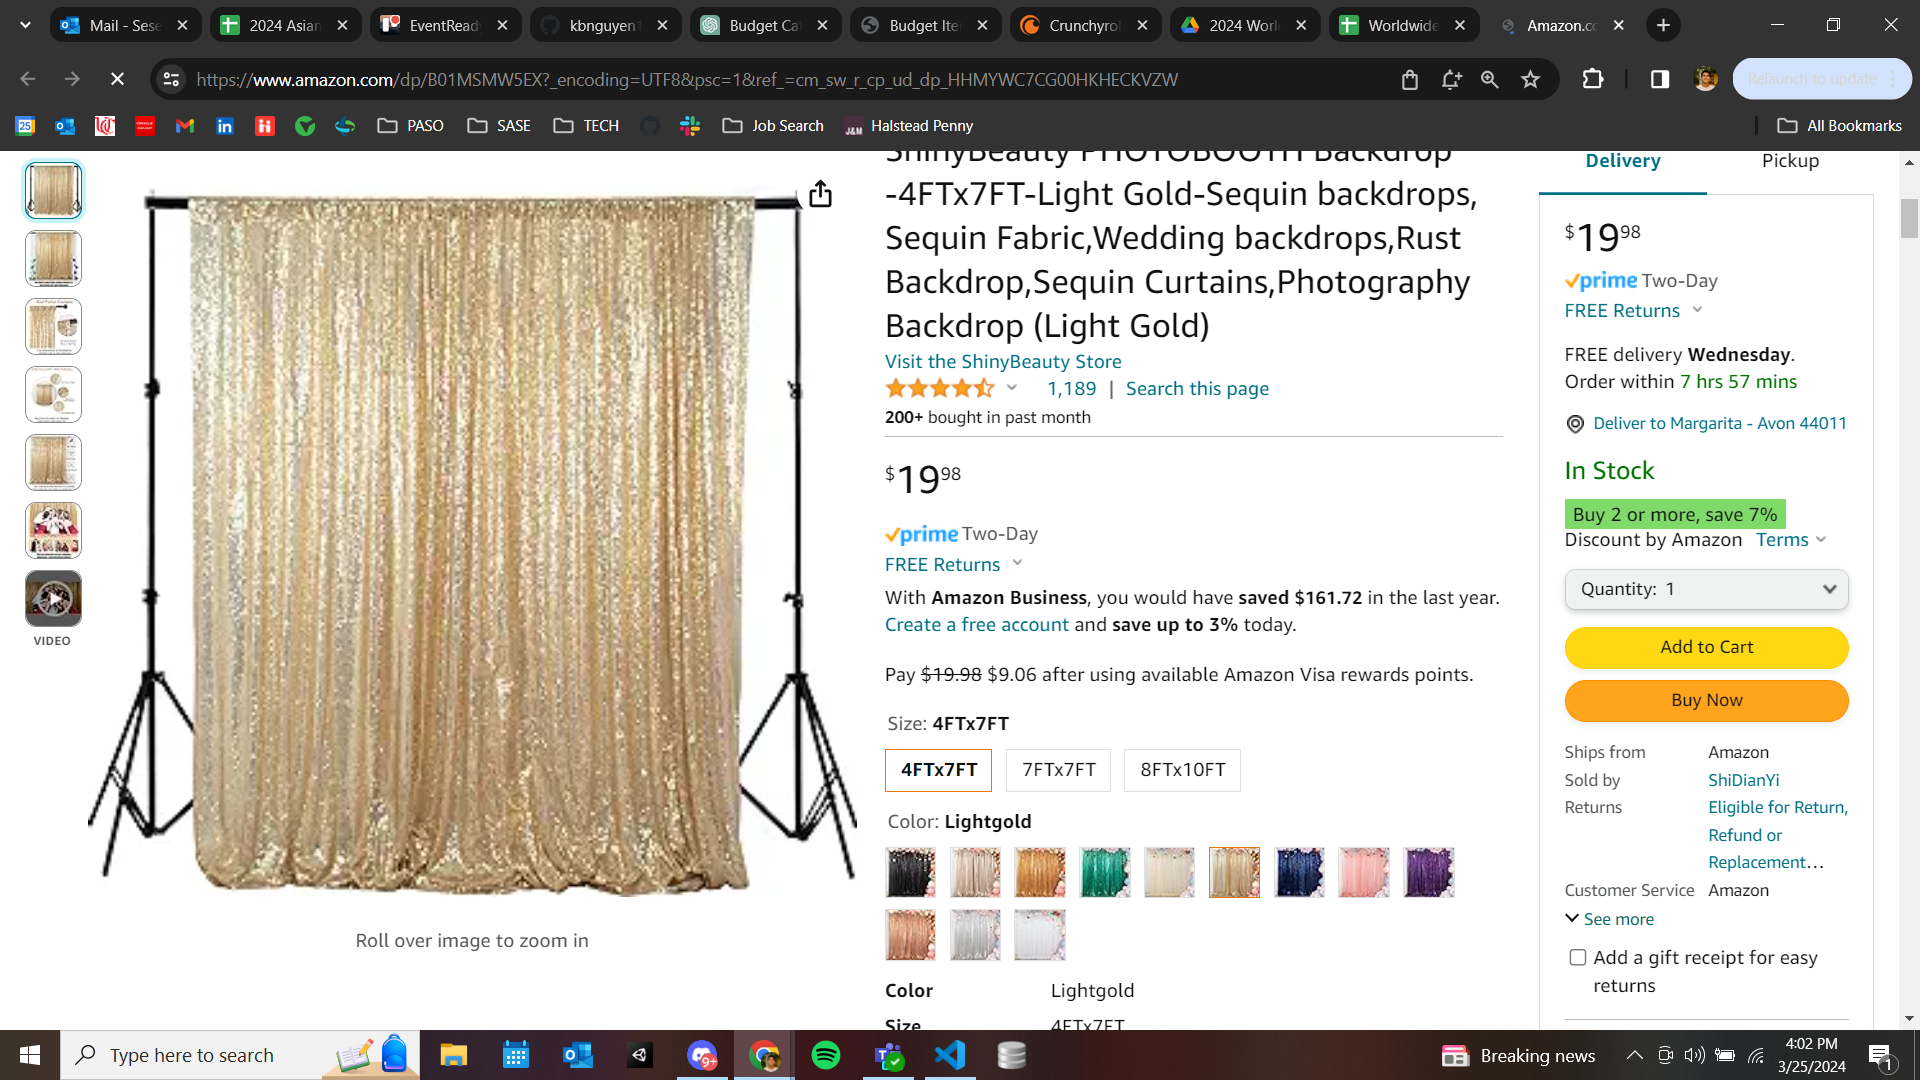 Mail - Sese
2024 Asian
EventReady
kbnguyen1
Budget Ca
Budget Ite
Crunchyrol
2024 Worl
Worldwide
Amazon.co
https://www.amazon.com/dp/B01MSMW5EX?_encoding=UTF8&psc=1&ref_=cm_sw_r_cp_ud_dp_HHMYWC7CG00HKHECKVZW
Relaunch to update
PASO
SASE
TECH
Job Search
J&M
Halstead Penny
All Bookmarks
VIDEO
Roll over image to zoom in
ShinyBeauty PHOTOBOOTH Backdrop
-4FTx7FT-Light Gold-Sequin backdrops,
Sequin Fabric,Wedding backdrops,Rust
Backdrop,Sequin Curtains,Photography
Backdrop (Light Gold)
Visit the ShinyBeauty Store
1,189 | Search this page
200+ bought in past month
$19 98
prime Two-Day
FREE Returns
With Amazon Business, you would have saved $161.72 in the last year.
Create a free account and save up to 3% today.
Pay $19.98 $9.06 after using available Amazon Visa rewards points.
Size: 4FTx7FT
4FTx7FT
7FTx7FT
8FTx10FT
Color: Lightgold
Color Lightgold
Size 4FTx7FT
Delivery
Pickup
$19 98
prime Two-Day
FREE Returns
FREE delivery Wednesday.
Order within 7 hrs 57 mins
Deliver to Margarita - Avon 44011
In Stock
Buy 2 or more, save 7%
Discount by Amazon Terms
Quantity: 1
Add to Cart
Buy Now
Ships from Amazon
Sold by ShiDianYi
Returns Eligible for Return,
Refund or
Replacement…
Customer Service Amazon
See more
Add a gift receipt for easy
returns
Type here to search
9+
Breaking news
4:02 PM
3/25/2024
1